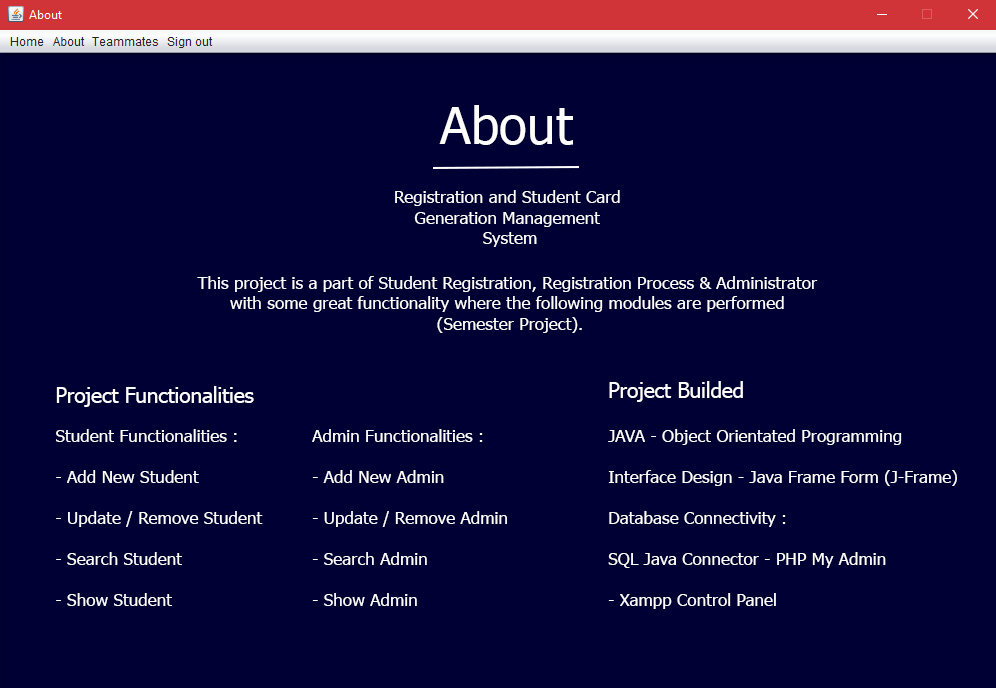 About
Home About Teammates Sign out
About
Registration and Student Card
Generation Management
System
This project is a part of Student Registration, Registration Process & Administrator
with some great functionality where the following modules are performed
(Semester Project).
Project Functionalities
Student Functionalities :
- Add New Student
- Update / Remove Student
- Search Student
- Show Student
Admin Functionalities :
- Add New Admin
- Update / Remove Admin
- Search Admin
- Show Admin
Project Builded
JAVA - Object Orientated Programming
Interface Design - Java Frame Form (J-Frame)
Database Connectivity :
SQL Java Connector - PHP My Admin
- Xampp Control Panel